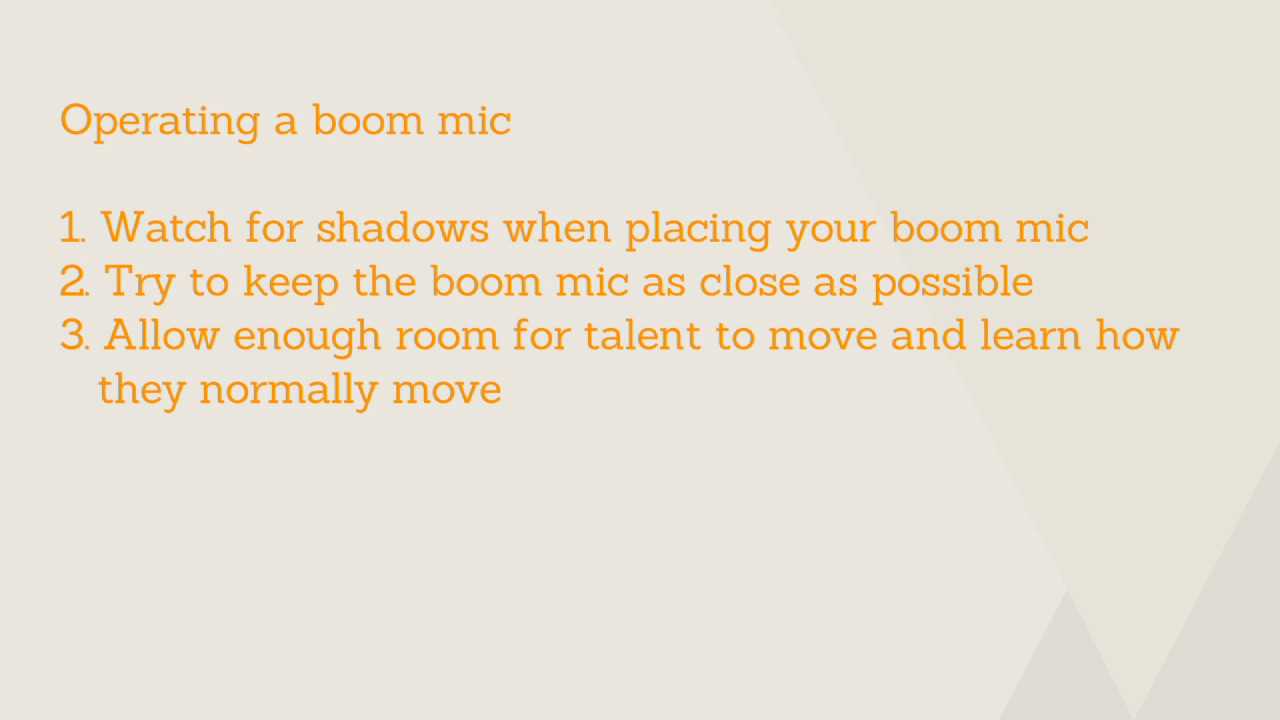 Operating a boom mic
1. Watch for shadows when placing your boom mic
2. Try to keep the boom mic as close as possible
3. Allow enough room for talent to move and learn how
they normally move